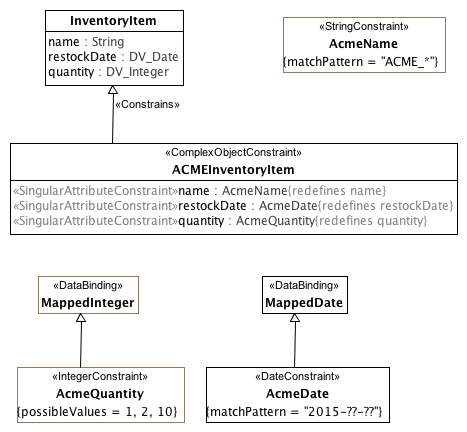 InventoryItem
name : String
restockDate : DV_Date
quantity : DV_Integer
«StringConstraint»
AcmeName
{matchPattern = "ACME_*"}
«Constrains»
«ComplexObjectConstraint»
ACMEInventoryItem
«SingularAttributeConstraint»name : AcmeName{redefines name}
«SingularAttributeConstraint»restockDate : AcmeDate{redefines restockDate}
«SingularAttributeConstraint»quantity : AcmeQuantity{redefines quantity}
«DataBinding»
MappedInteger
«DataBinding»
MappedDate
«IntegerConstraint»
AcmeQuantity
{possibleValues = 1, 2, 10}
«DateConstraint»
AcmeDate
{matchPattern = "2015-??-??"}